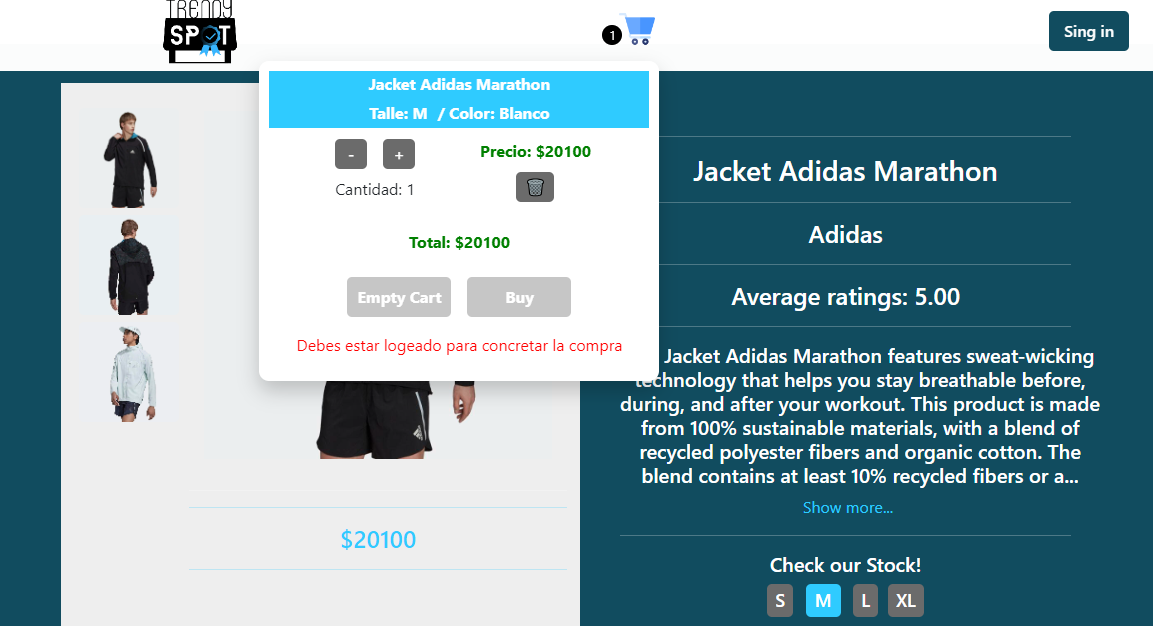 TRENDY
SPOT
1
Sing in
Jacket Adidas Marathon
Talle: M / Color: Blanco
-
+
Precio: $20100
Cantidad: 1
Total: $20100
Empty Cart
Buy
Debes estar logeado para concretar la compra
$20100
Jacket Adidas Marathon
Adidas
Average ratings: 5.00
Jacket Adidas Marathon features sweat-wicking
technology that helps you stay breathable before,
during, and after your workout. This product is made
from 100% sustainable materials, with a blend of
recycled polyester fibers and organic cotton. The
blend contains at least 10% recycled fibers or a...
Show more...
Check our Stock!
S
M
L
XL